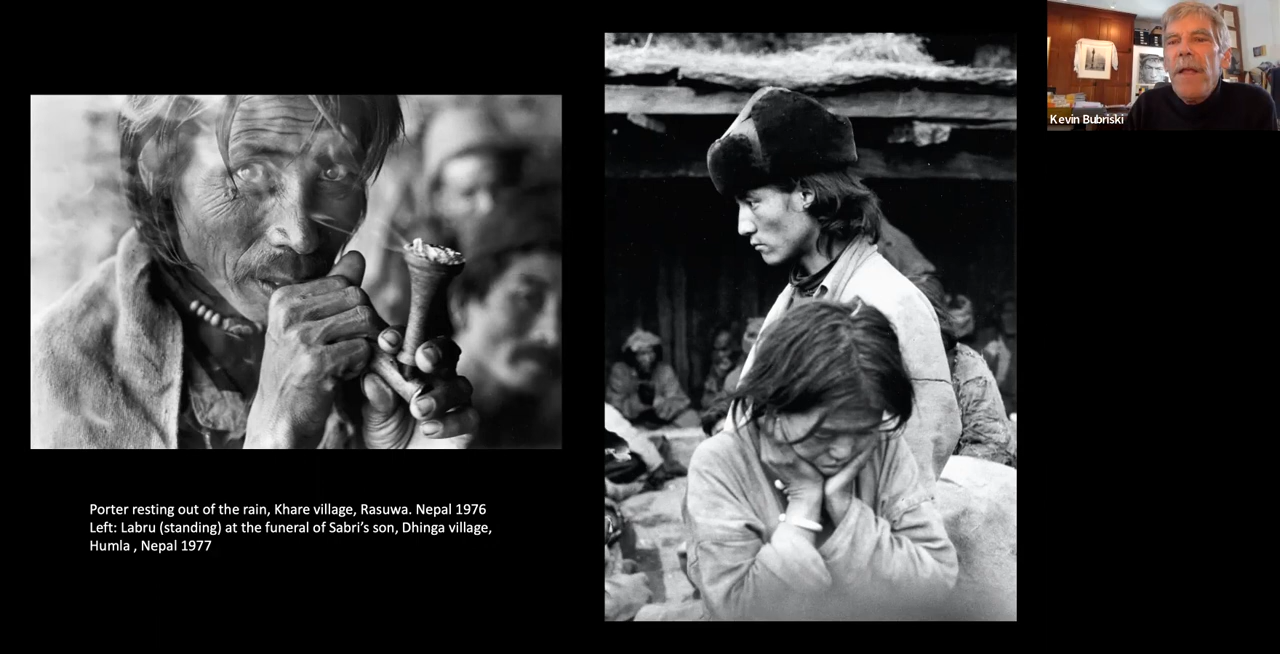 Kevin Bubriski
Porter resting out of the rain, Khare village, Rasuwa. Nepal 1976
Left: Labru (standing) at the funeral of Sabri’s son, Dhinga village,
Humla , Nepal 1977